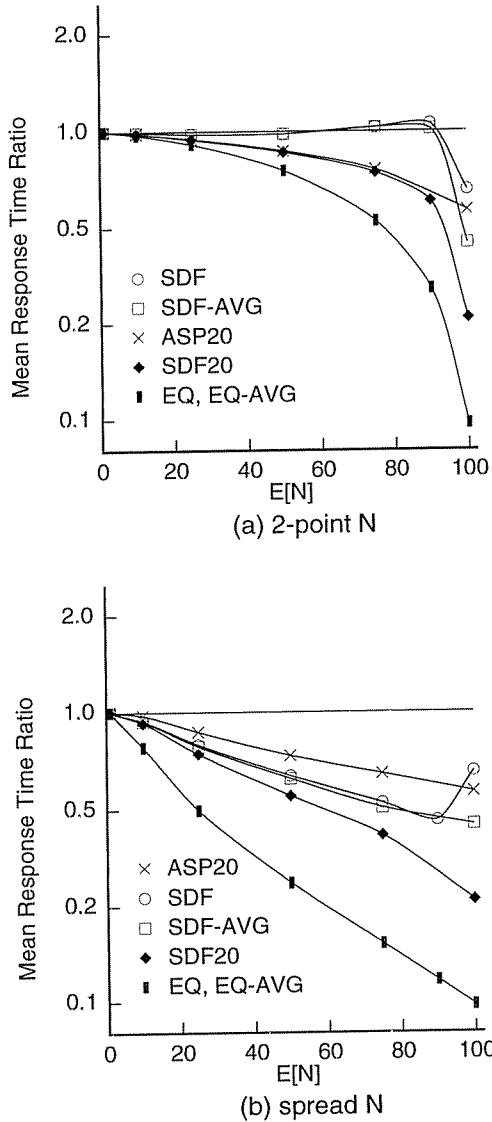 2.0
1.0
0.5
0.2
0.1
Mean Response Time Ratio
SDF
SDF-AVG
ASP20
SDF20
EQ, EQ-AVG
0 20 40 60 80 100
E[N]
(a) 2-point N
2.0
1.0
0.5
0.2
0.1
Mean Response Time Ratio
ASP20
SDF
SDF-AVG
SDF20
EQ, EQ-AVG
0 20 40 60 80 100
E[N]
(b) spread N